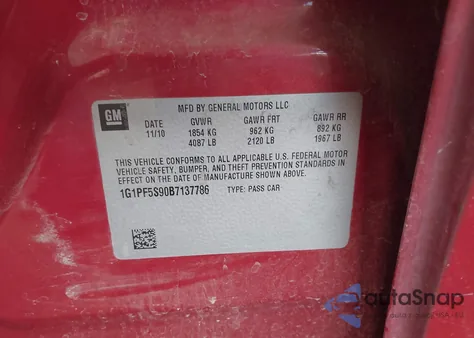 GM
MFD BY GENERAL MOTORS LLC
DATE GVWR GAWR FRT GAWR RR
11/10 1854 KG 962 KG 892 KG
4087 LB 2120 LB 1967 LB
THIS VEHICLE CONFORMS TO ALL APPLICABLE U.S. FEDERAL MOTOR
VEHICLE SAFETY, BUMPER, AND THEFT PREVENTION STANDARDS IN
EFFECT ON THE DATE OF MANUFACTURE SHOWN ABOVE.
1G1PF5S90B7137786 TYPE: PASS CAR
autoSnap